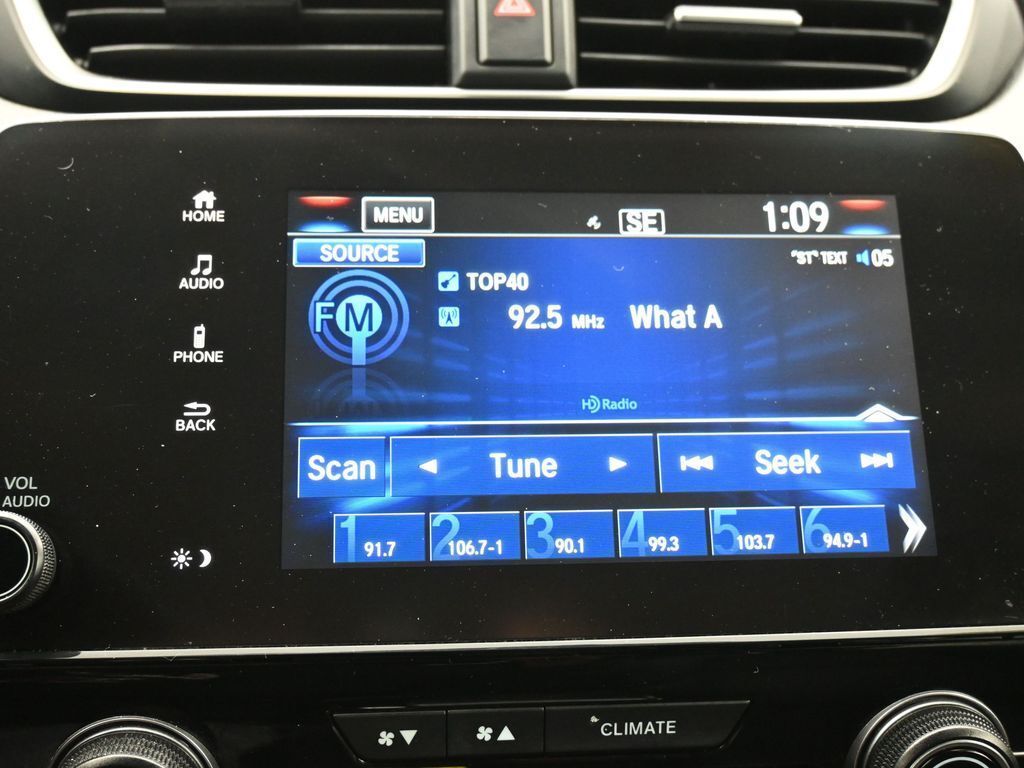 HOME
AUDIO
PHONE
BACK
VOL
AUDIO
MENU
SE
1:09
SOURCE
"ST" TEXT
05
FM
TOP40
92.5 MHz What A
HD Radio
Scan
Tune
Seek
1 91.7
2 106.7-1
3 90.1
4 99.3
5 103.7
6 94.9-1
CLIMATE